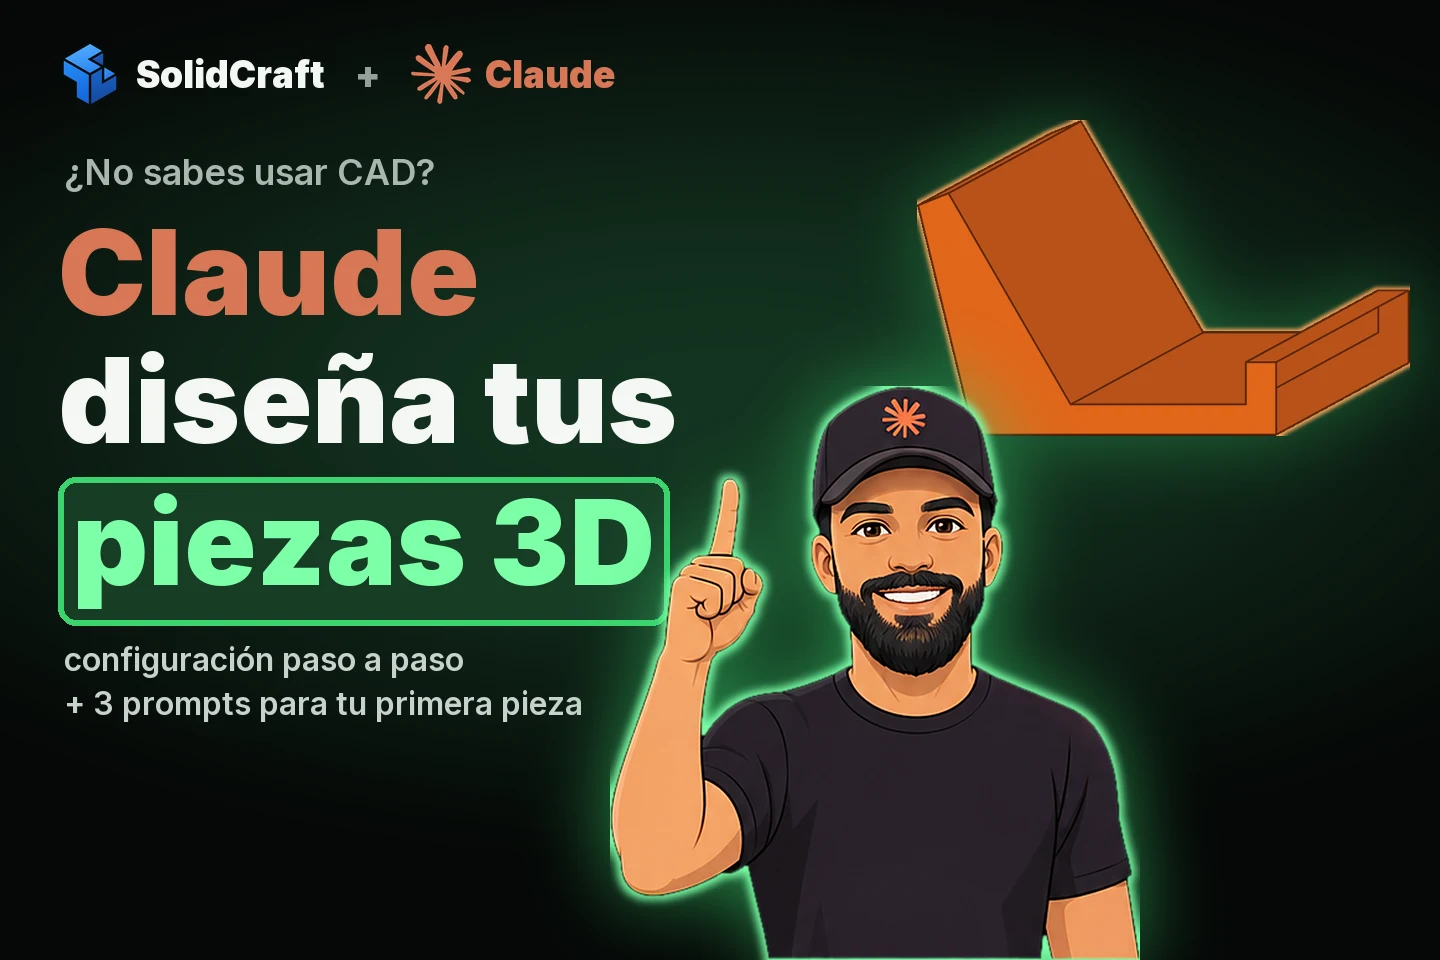 SolidCraft + Claude
¿No sabes usar CAD?
Claude
diseña tus
piezas 3D
configuración paso a paso
+ 3 prompts para tu primera pieza